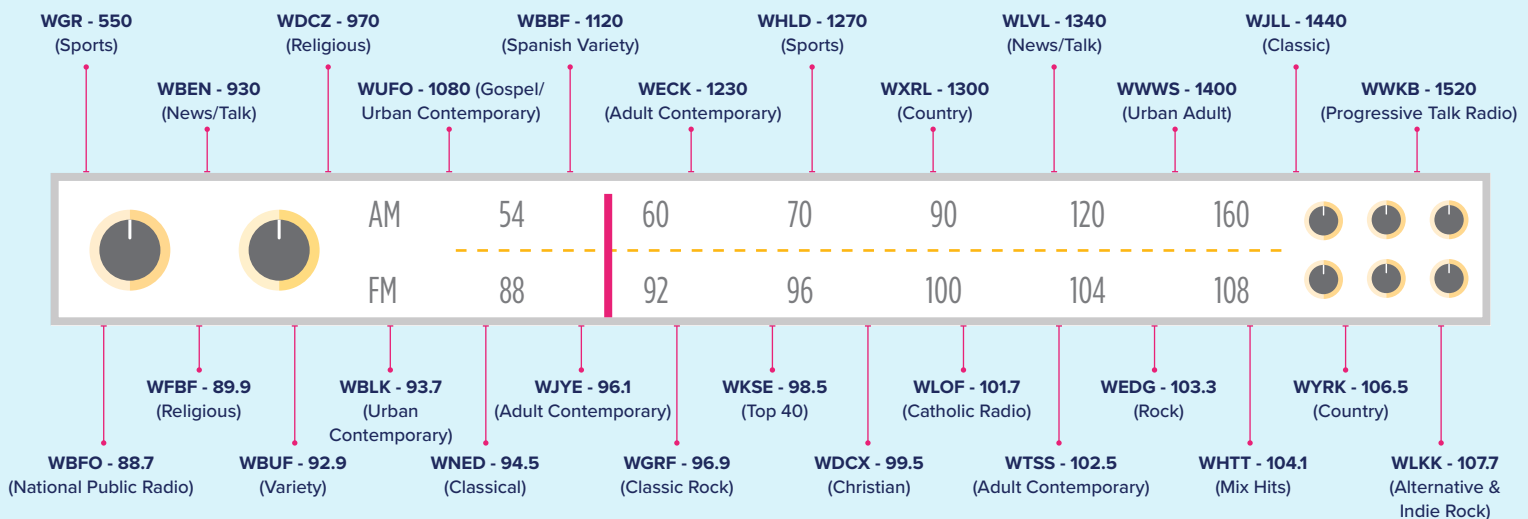 WGR - 550
(Sports)
WDCZ - 970
(Religious)
WBBF - 1120
(Spanish Variety)
WHLD - 1270
(Sports)
WLVL - 1340
(News/Talk)
WJLL - 1440
(Classic)
WBEN - 930
(News/Talk)
WUFO - 1080 (Gospel/
Urban Contemporary)
WECK - 1230
(Adult Contemporary)
WXRL - 1300
(Country)
WWWS - 1400
(Urban Adult)
WWKB - 1520
(Progressive Talk Radio)
AM 54 60 70 90 120 160
FM 88 92 96 100 104 108
WFBF - 89.9
(Religious)
WBLK - 93.7
(Urban
Contemporary)
WJYE - 96.1
(Adult Contemporary)
WKSE - 98.5
(Top 40)
WLOF - 101.7
(Catholic Radio)
WEDG - 103.3
(Rock)
WYRK - 106.5
(Country)
WBFO - 88.7
(National Public Radio)
WBUF - 92.9
(Variety)
WNED - 94.5
(Classical)
WGRF - 96.9
(Classic Rock)
WDCX - 99.5
(Christian)
WTSS - 102.5
(Adult Contemporary)
WHTT - 104.1
(Mix Hits)
WLKK - 107.7
(Alternative &
Indie Rock)